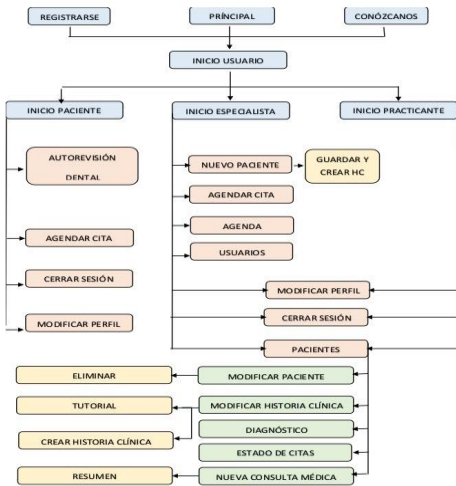 REGISTRARSE
PRÍNCIPAL
CONÓZCANOS
INICIO USUARIO
INICIO PACIENTE
INICIO ESPECIALISTA
INICIO PRACTICANTE
AUTOREVISIÓN
DENTAL
NUEVO PACIENTE
GUARDAR Y
CREAR HC
AGENDAR CITA
AGENDAR CITA
AGENDA
USUARIOS
CERRAR SESIÓN
MODIFICAR PERFIL
MODIFICAR PERFIL
CERRAR SESIÓN
PACIENTES
ELIMINAR
MODIFICAR PACIENTE
TUTORIAL
MODIFICAR HISTORIA CLÍNICA
DIAGNÓSTICO
CREAR HISTORIA CLÍNICA
ESTADO DE CITAS
RESUMEN
NUEVA CONSULTA MÉDICA